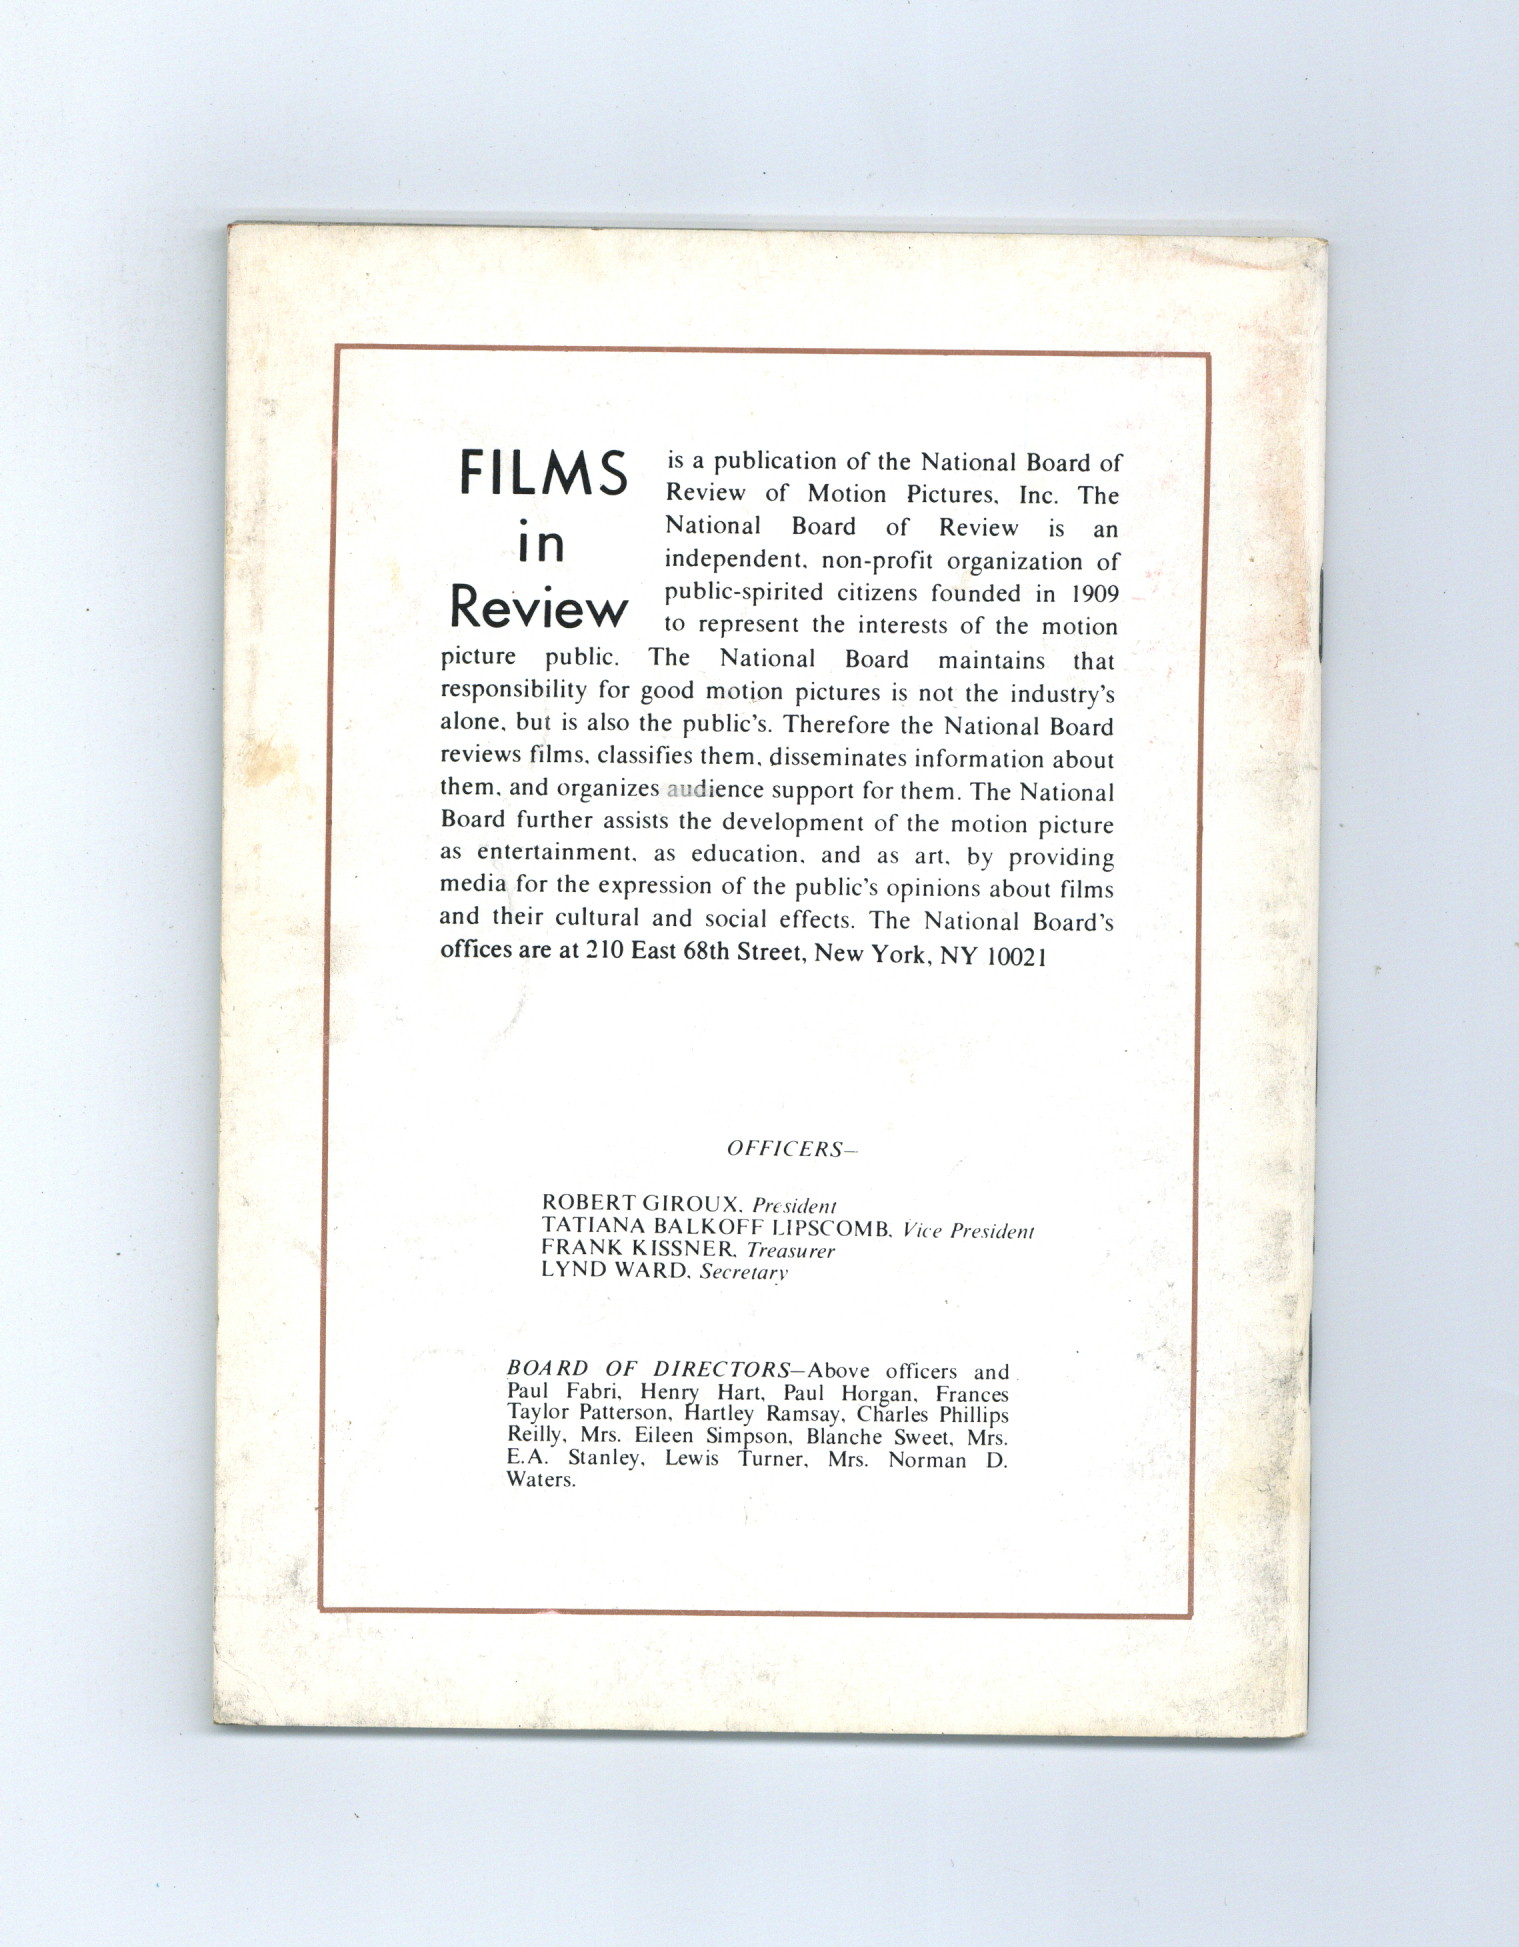 FILMS
in
Review
is a publication of the National Board of
Review of Motion Pictures, Inc. The
National Board of Review is an
independent, non-profit organization of
public-spirited citizens founded in 1909
to represent the interests of the motion
picture public. The National Board maintains that
responsibility for good motion pictures is not the industry's
alone, but is also the public's. Therefore the National Board
reviews films, classifies them, disseminates information about
them, and organizes audience support for them. The National
Board further assists the development of the motion picture
as entertainment, as education, and as art, by providing
media for the expression of the public's opinions about films
and their cultural and social effects. The National Board's
offices are at 210 East 68th Street, New York, NY 10021
OFFICERS—
ROBERT GIROUX, President
TATIANA BALKOFF LIPSCOMB, Vice President
FRANK KISSNER, Treasurer
LYND WARD, Secretary
BOARD OF DIRECTORS—Above officers and
Paul Fabri, Henry Hart, Paul Horgan, Frances
Taylor Patterson, Hartley Ramsay, Charles Phillips
Reilly, Mrs. Eileen Simpson, Blanche Sweet, Mrs.
E.A. Stanley, Lewis Turner, Mrs. Norman D.
Waters.